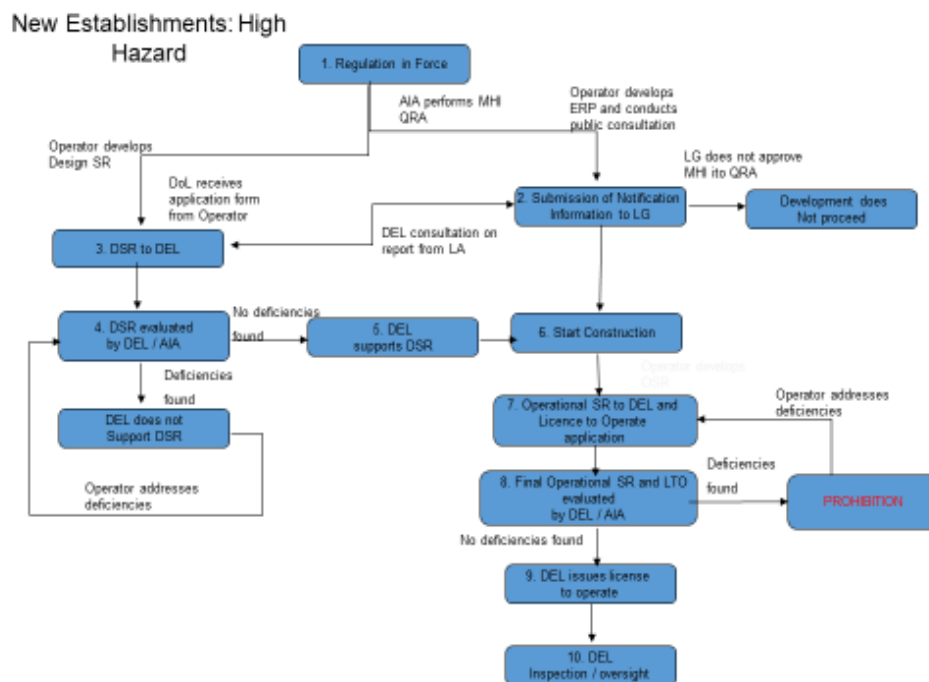 New Establishments: High
Hazard
1. Regulation in Force
AIA performs MHI
QRA
Operator develops
ERP and conducts
public consultation
Operator develops
Design SR
LG does not approve
MHI ito QRA
DoL receives
application form
from Operator
2. Submission of Notification
Information to LG
Development does
Not proceed
3. DSR to DEL
DEL consultation on
report from LA
4. DSR evaluated
by DEL / AIA
No deficiencies
found
5. DEL
supports DSR
6. Start Construction
Deficiencies
found
Operator develops
OSR
DEL does not
Support DSR
7. Operational SR to DEL and
Licence to Operate
application
Operator addresses
deficiencies
Operator addresses
deficiencies
8. Final Operational SR and LTO
evaluated
by DEL / AIA
Deficiencies
found
PROHIBITION
No deficiencies found
9. DEL issues license
to operate
10. DEL
Inspection / oversight